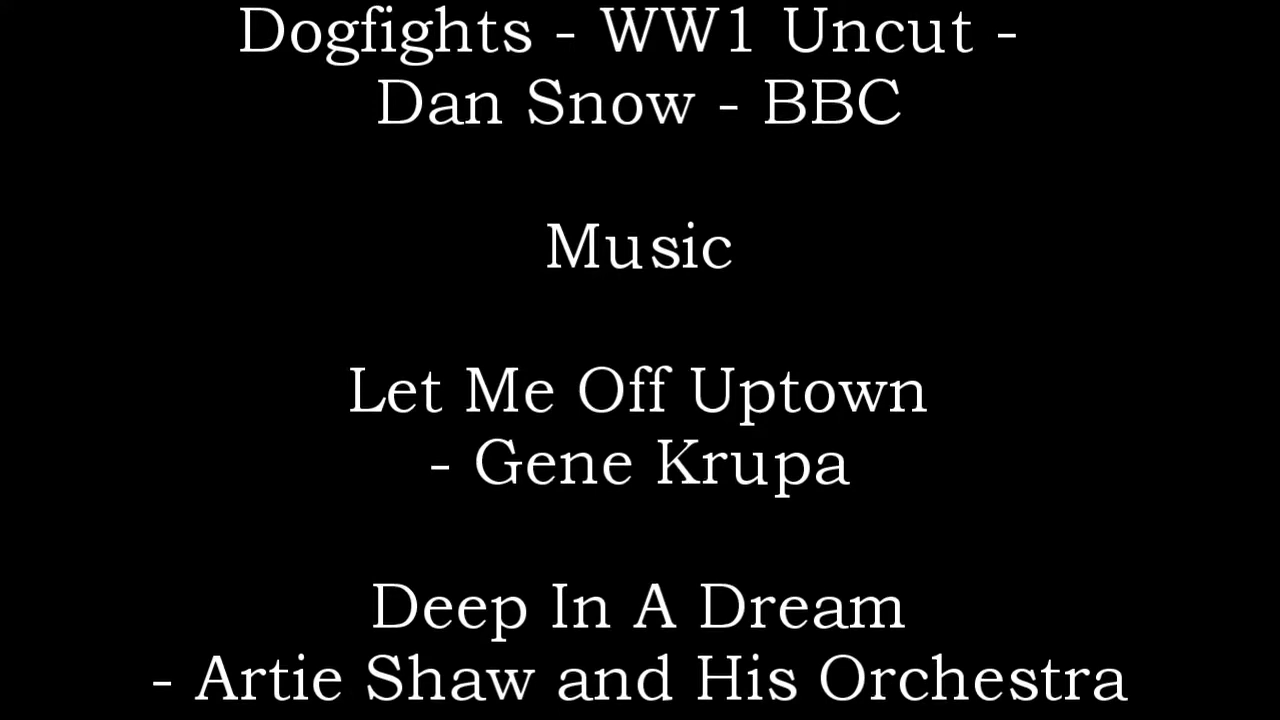 Dogfights - WW1 Uncut -
Dan Snow - BBC
Music
Let Me Off Uptown
- Gene Krupa
Deep In A Dream
- Artie Shaw and His Orchestra